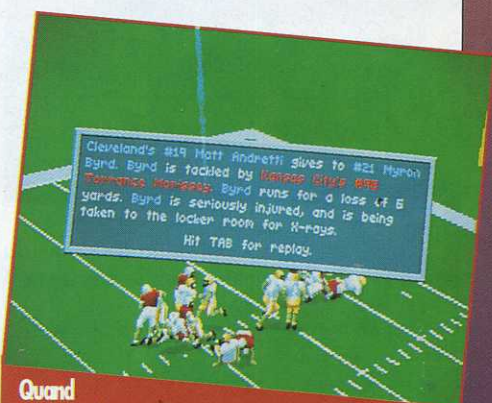 Cleveland's #19 Matt Andretti gives to #21 Myron
Byrd. Byrd is tackled by Kansas City's
Byrd runs for a loss of 5
yards. Byrd is seriously injured, and is being
taken to the locker room for X-rays.
Hit TAB for replay.
Quand